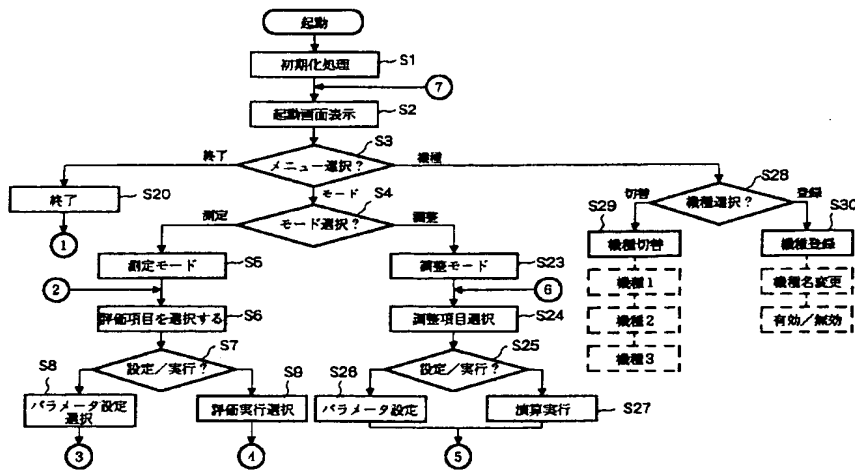 起動
初期化処理
S1
7
起動画面表示
S2
メニュー選択?
S3
終了
機種
モード
終了
S20
1
モード選択?
S4
測定
調整
機種選択?
S28
切替
登録
S29
機種切替
S30
機種登録
機種1
機種2
機種3
機種名変更
有効/無効
測定モード
S5
調整モード
S23
2
6
評価項目を選択する
S6
調整項目選択
S24
設定/実行?
S7
設定/実行?
S25
S8
パラメータ設定
選択
S9
評価実行選択
S26
パラメータ設定
演算実行
S27
3
4
5